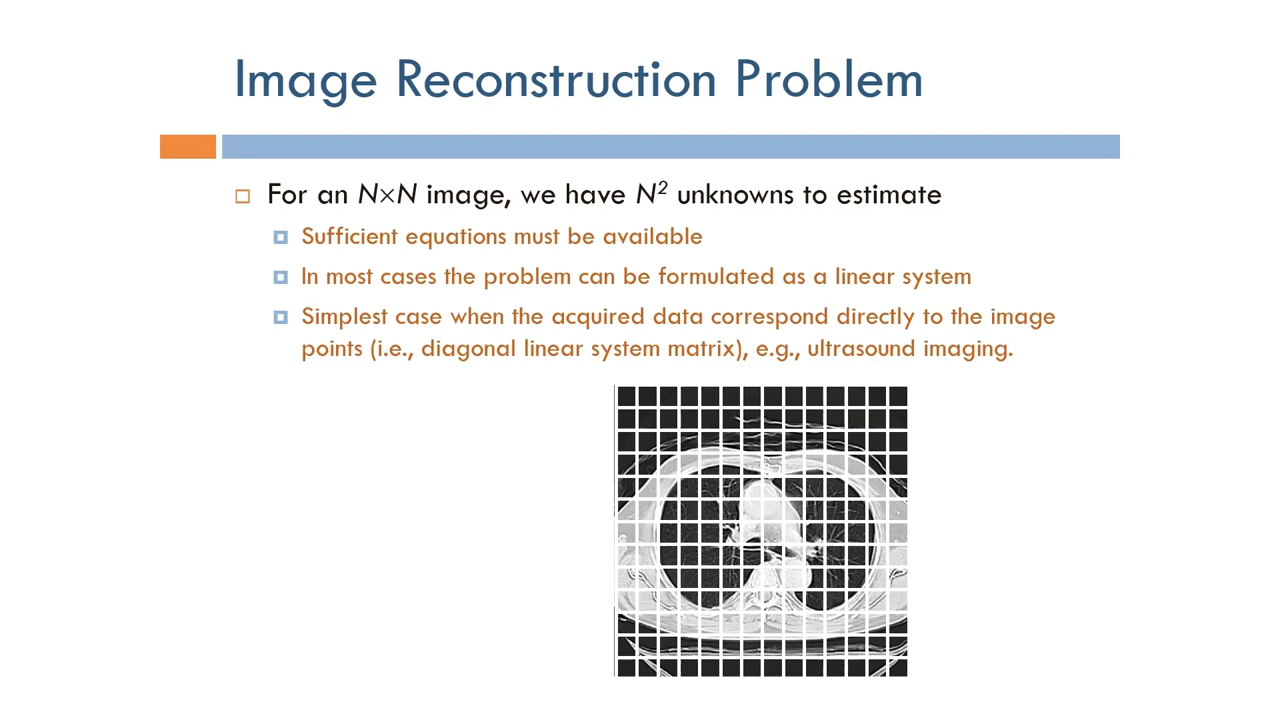 Image Reconstruction Problem
For an N×N image, we have N² unknowns to estimate
Sufficient equations must be available
In most cases the problem can be formulated as a linear system
Simplest case when the acquired data correspond directly to the image
points (i.e., diagonal linear system matrix), e.g., ultrasound imaging.